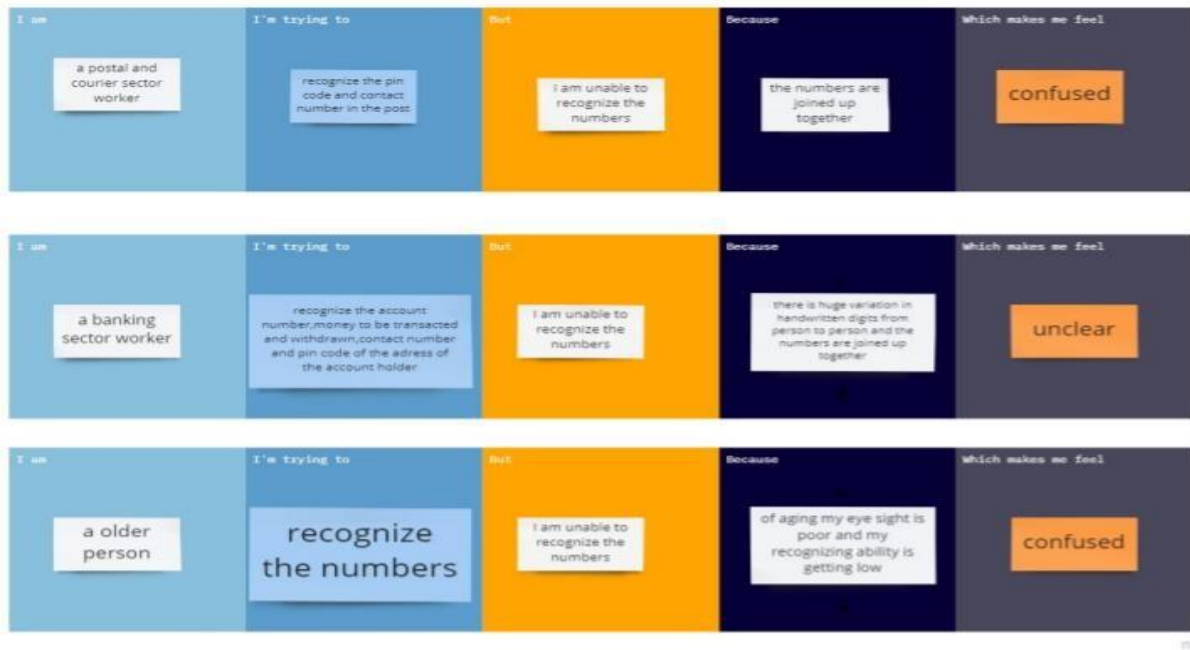 I am
I'm trying to
But
Because
Which makes me feel
a postal and
courier sector
worker
recognize the pin
code and contact
number in the post
I am unable to
recognize the
numbers
the numbers are
joined up
together
confused
I am
I'm trying to
But
Because
Which makes me feel
a banking
sector worker
recognize the account
number,money to be transacted
and withdrawn,contact number
and pin code of the adress of
the account holder
I am unable to
recognize the
numbers
there is huge variation in
handwritten digits from
person to person and the
numbers are joined up
together
unclear
I am
I'm trying to
But
Because
Which makes me feel
a older
person
recognize
the numbers
I am unable to
recognize the
numbers
of aging my eye sight is
poor and my
recognizing ability is
getting low
confused